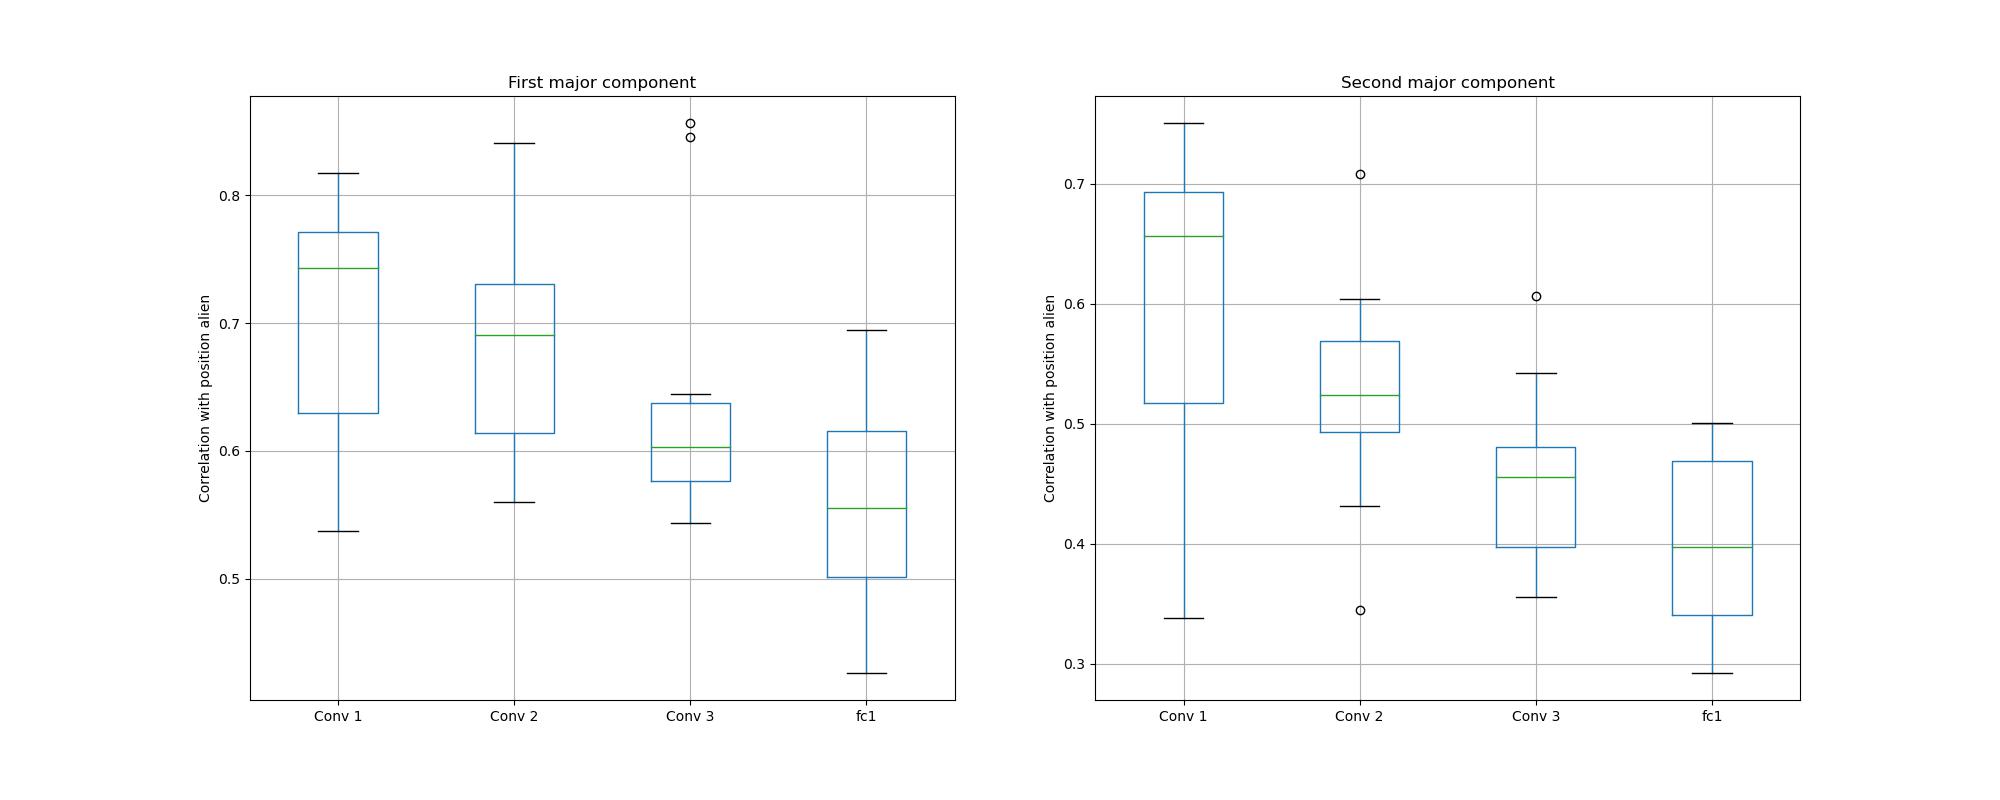 First major component
Correlation with position alien
0.8
0.7
0.6
0.5
Conv 1 Conv 2 Conv 3 fc1
Second major component
Correlation with position alien
0.7
0.6
0.5
0.4
0.3
Conv 1 Conv 2 Conv 3 fc1